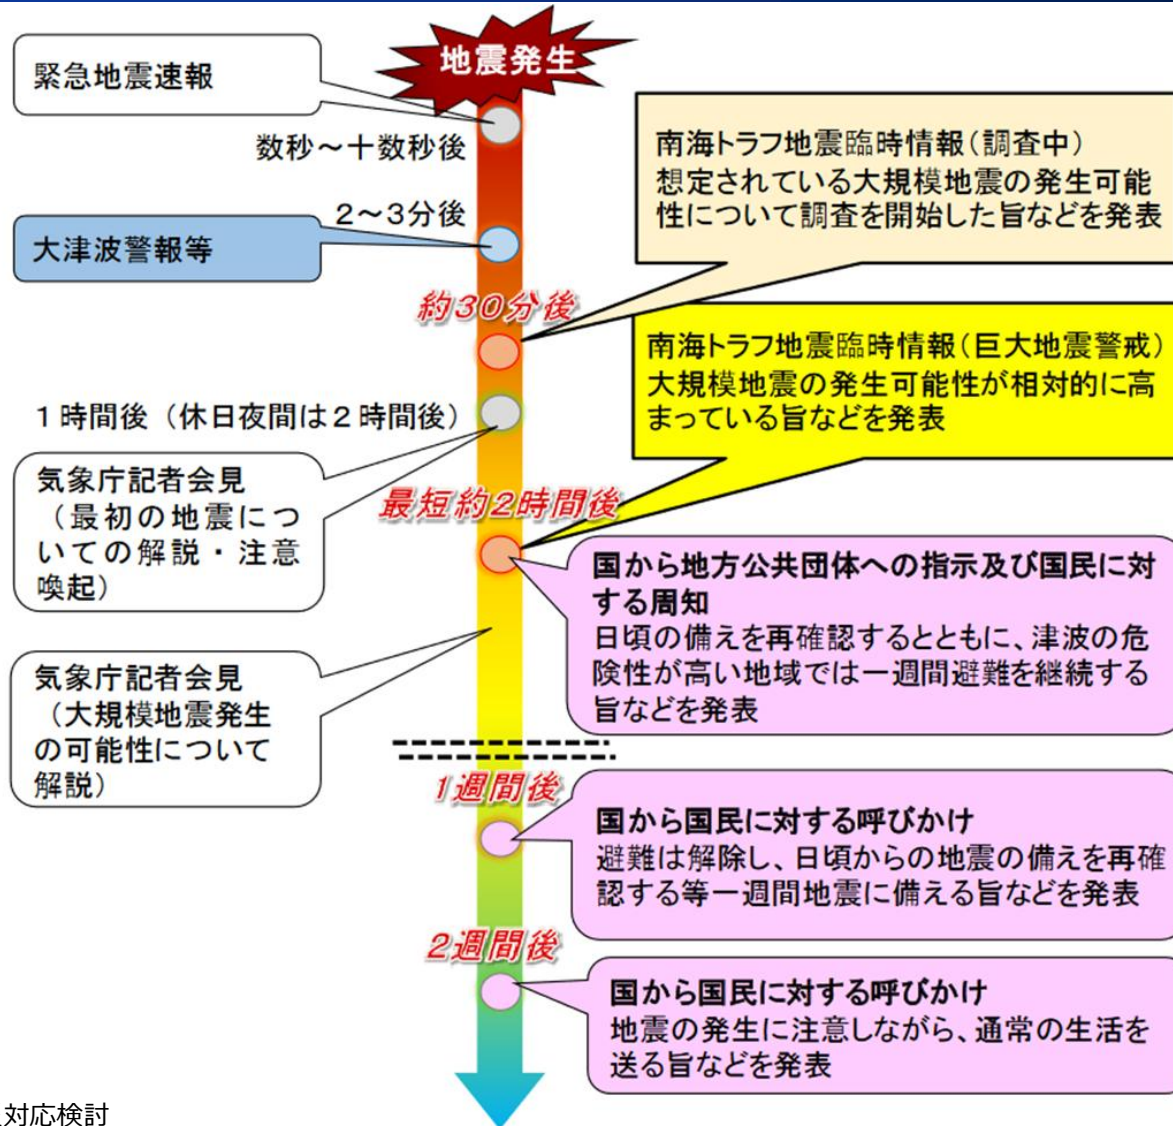 地震発生
緊急地震速報
数秒～十数秒後
２～３分後
大津波警報等
南海トラフ地震臨時情報（調査中）
想定されている大規模地震の発生可能
性について調査を開始した旨などを発表
約３０分後
南海トラフ地震臨時情報（巨大地震警戒）
大規模地震の発生可能性が相対的に高
まっている旨などを発表
１時間後（休日夜間は２時間後）
気象庁記者会見
（最初の地震につ
いての解説・注意
喚起）
最短約２時間後
国から地方公共団体への指示及び国民に対
する周知
日頃の備えを再確認するとともに、津波の危
険性が高い地域では一週間避難を継続する
旨などを発表
気象庁記者会見
（大規模地震発生
の可能性について
解説）
１週間後
国から国民に対する呼びかけ
避難は解除し、日頃からの地震の備えを再確
認する等一週間地震に備える旨などを発表
２週間後
国から国民に対する呼びかけ
地震の発生に注意しながら、通常の生活を
送る旨などを発表
対応検討